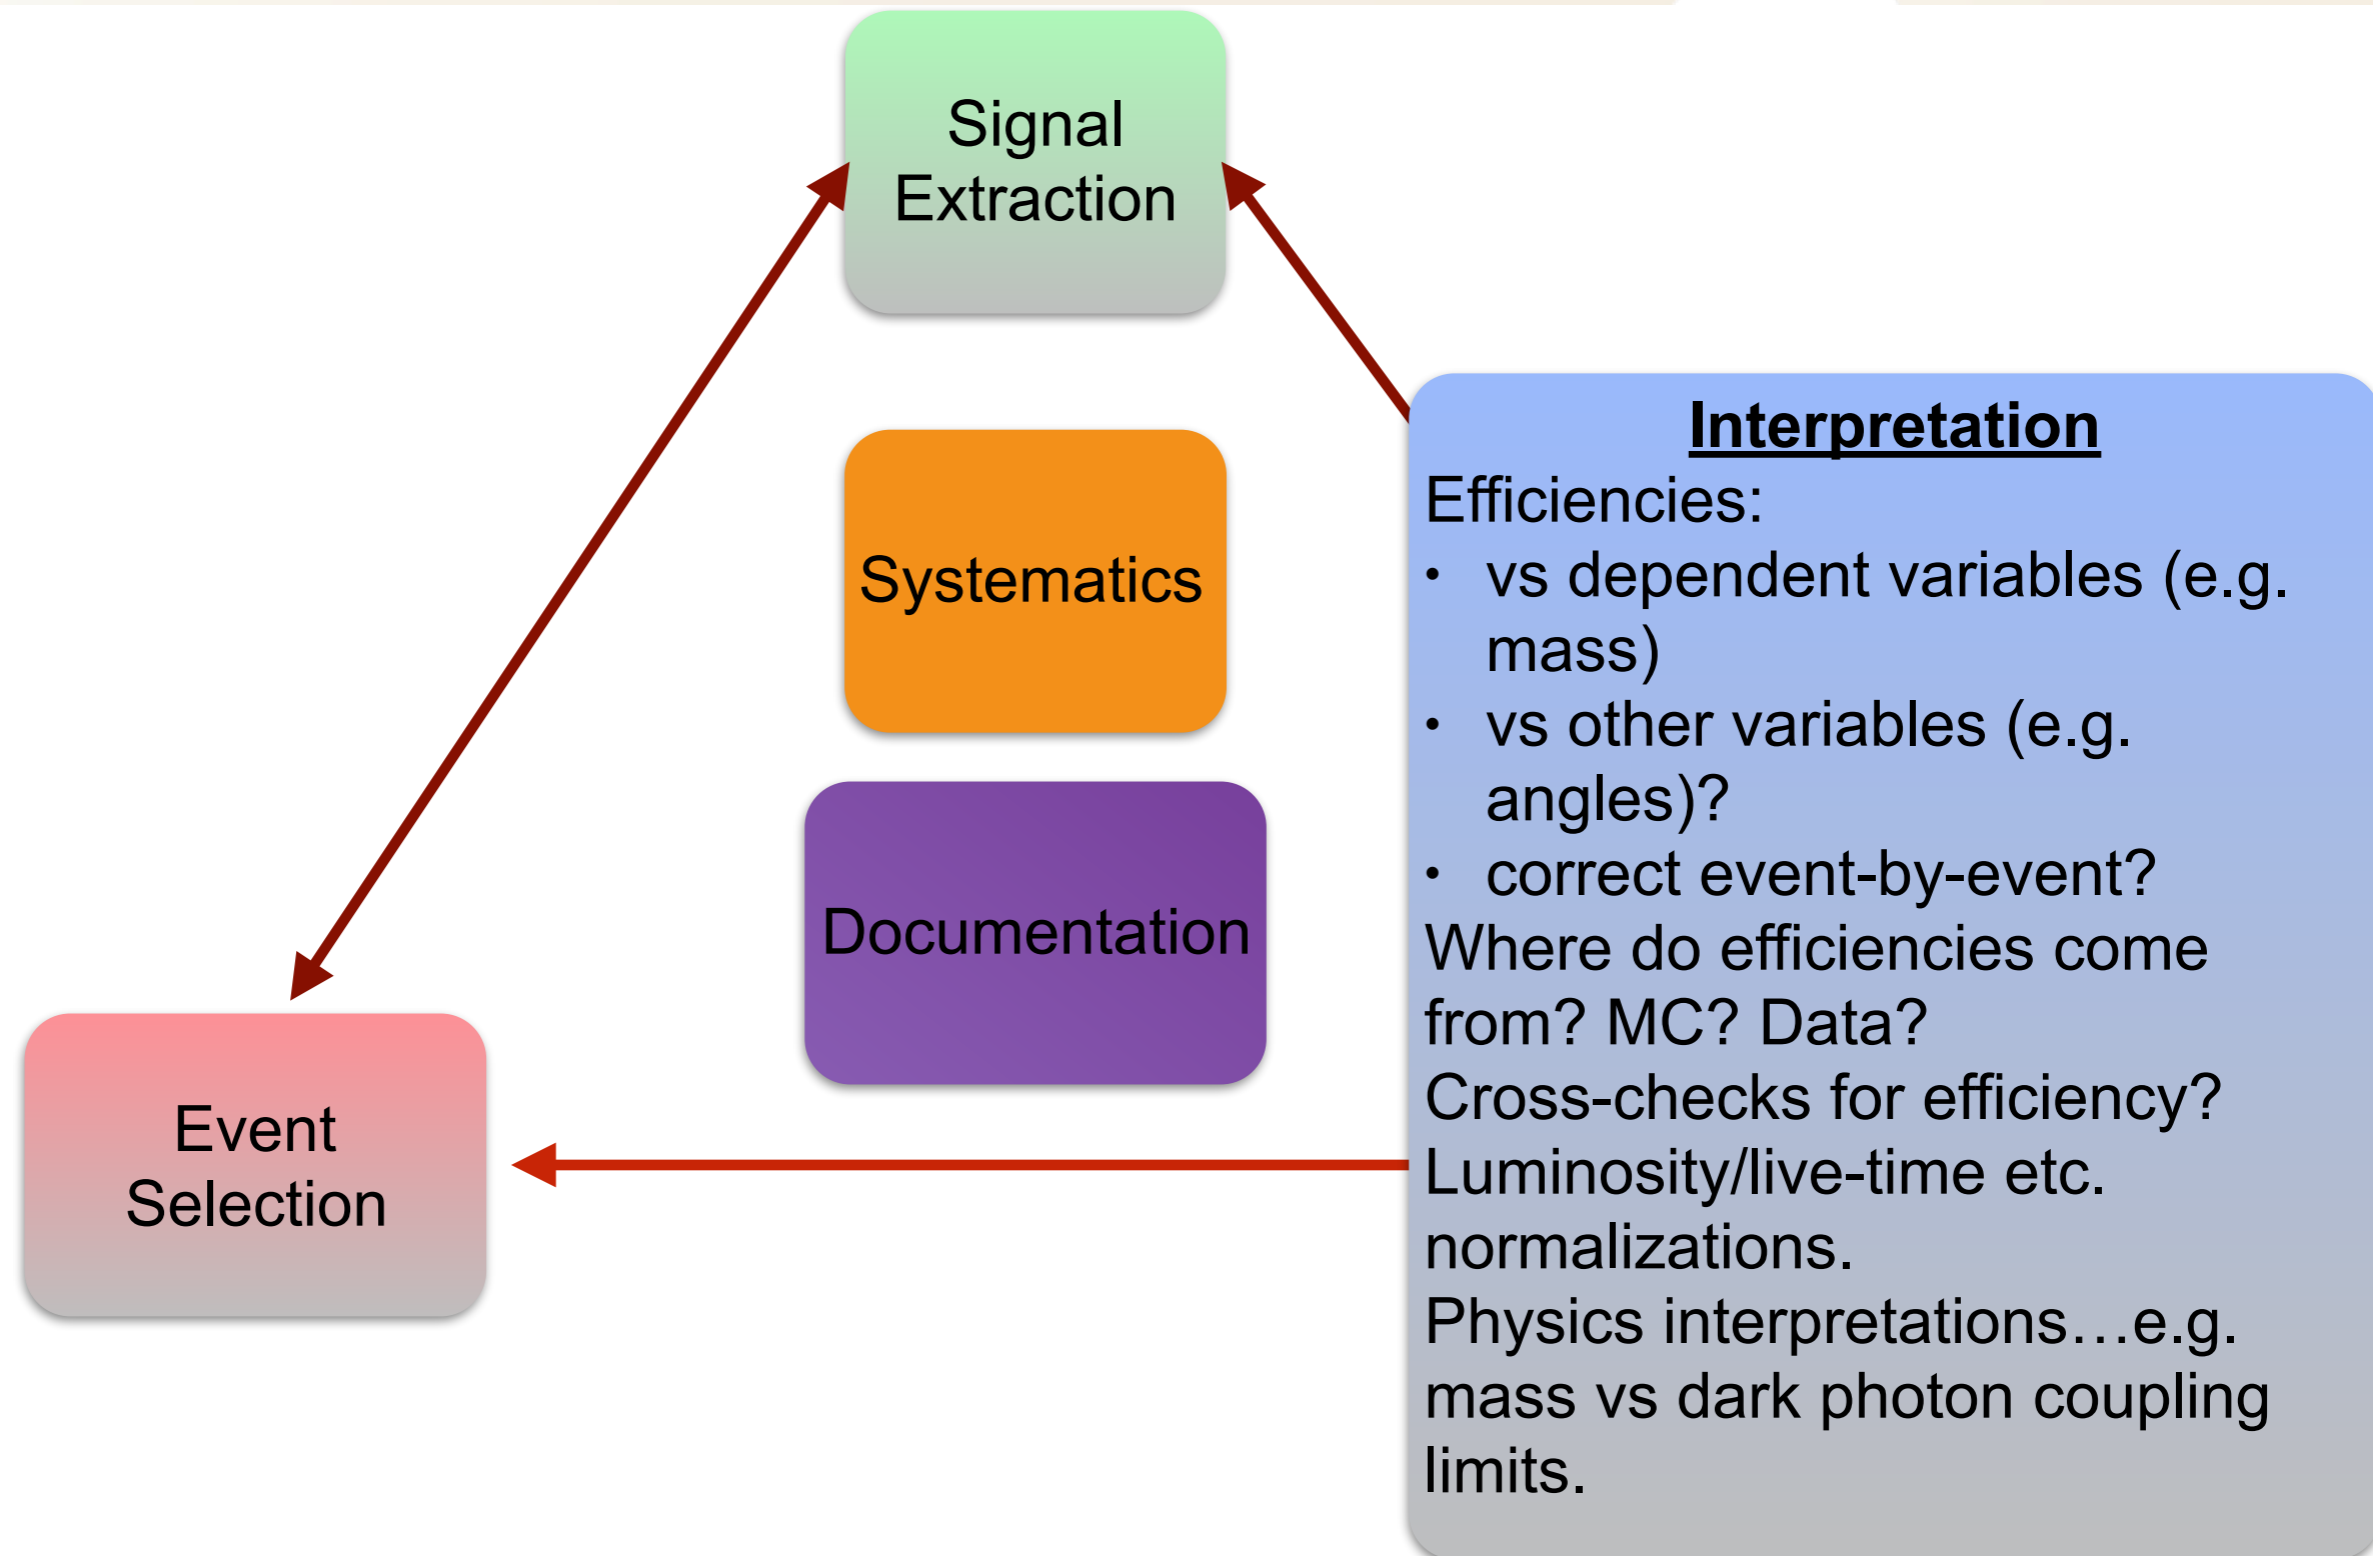 Signal
Extraction
Systematics
Documentation
Event
Selection
Interpretation
Efficiencies:
• vs dependent variables (e.g.
mass)
• vs other variables (e.g.
angles)?
• correct event-by-event?
Where do efficiencies come
from? MC? Data?
Cross-checks for efficiency?
Luminosity/live-time etc.
normalizations.
Physics interpretations…e.g.
mass vs dark photon coupling
limits.